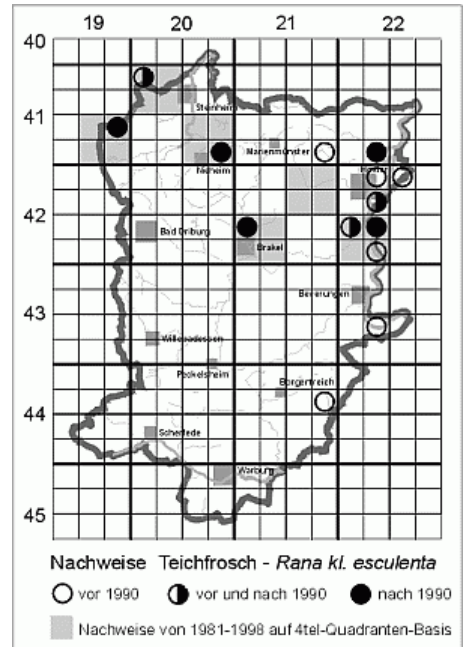 19 20 21 22
40
Steinheim
41
Marienmünster
Nieheim
Höxter
42
Bad Driburg
Brakel
Beverungen
43
Willebadessen
Peckelsheim
Borgentreich
44
Scherfede
Warburg
45
Nachweise Teichfrosch - Rana kl. esculenta
vor 1990 vor und nach 1990 nach 1990
Nachweise von 1981-1998 auf 4tel-Quadranten-Basis